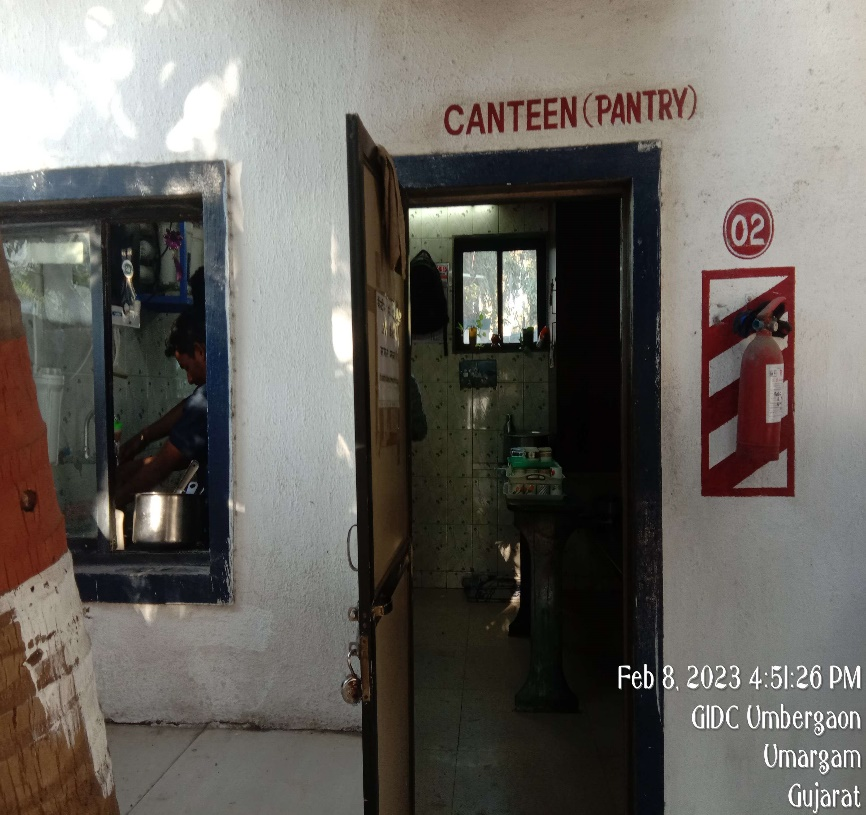 CANTEEN (PANTRY)
02
Feb 8, 2023 4:51:26 PM
GIDC Umbergaon
Umargam
Gujarat